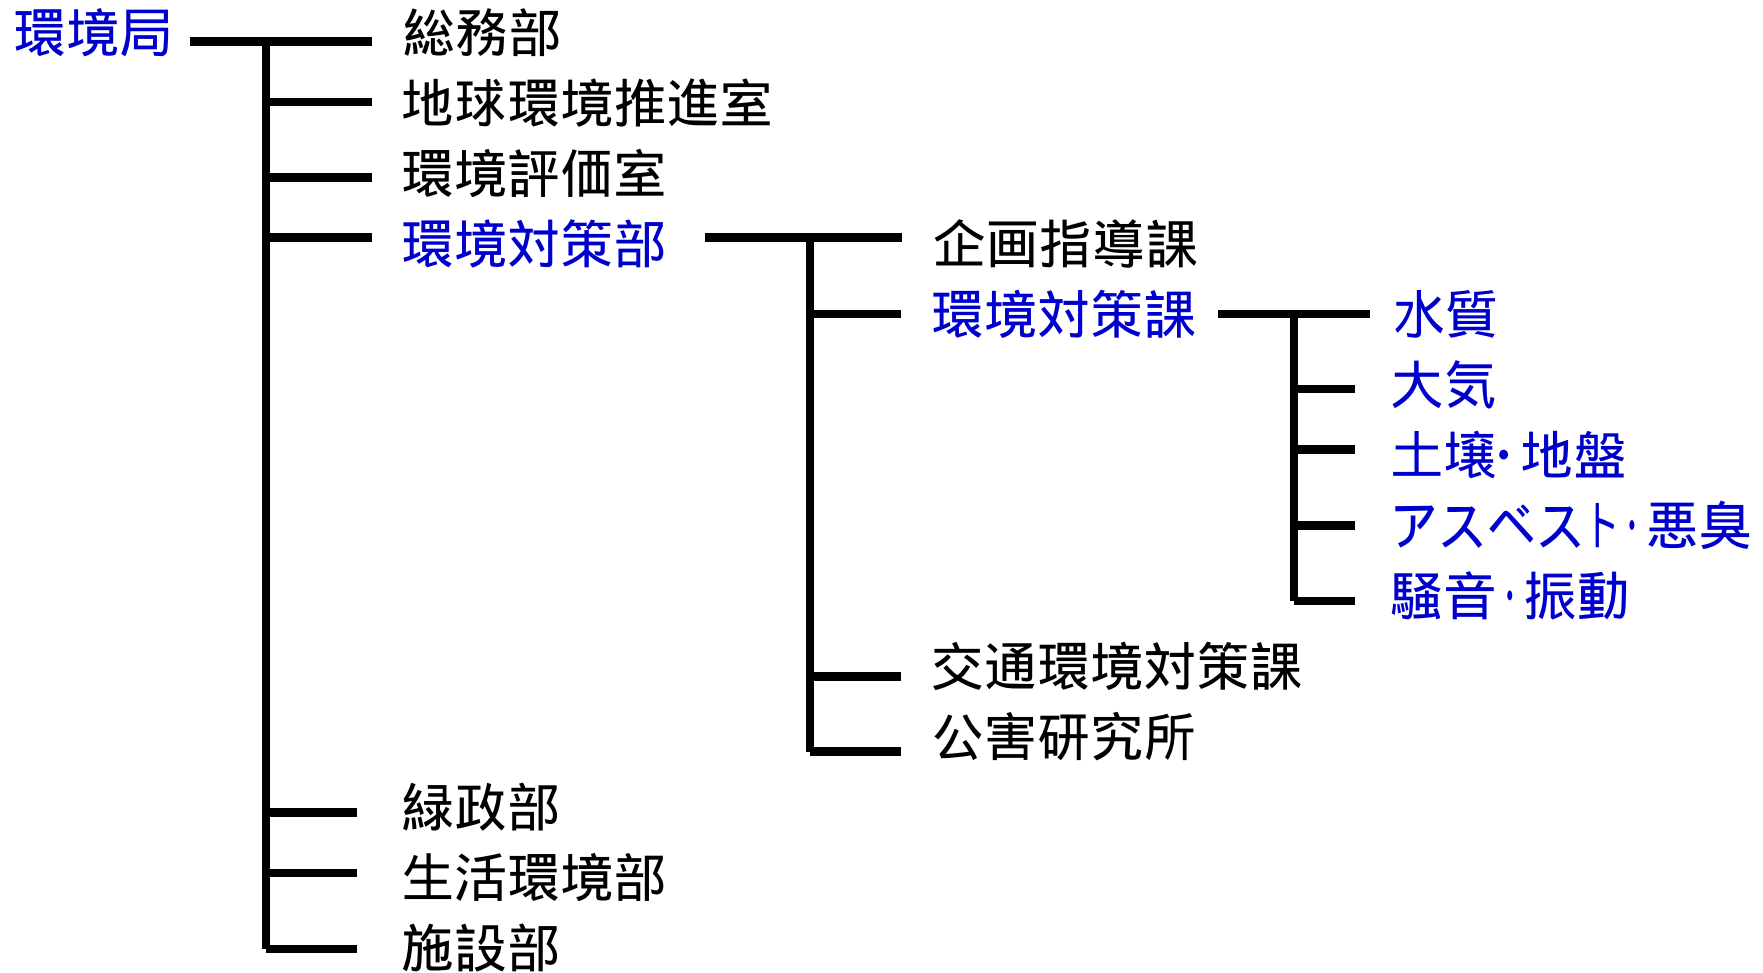 環境局
総務部
地球環境推進室
環境評価室
環境対策部
企画指導課
環境対策課
水質
大気
土壌・地盤
アスベスト・悪臭
騒音・振動
交通環境対策課
公害研究所
緑政部
生活環境部
施設部